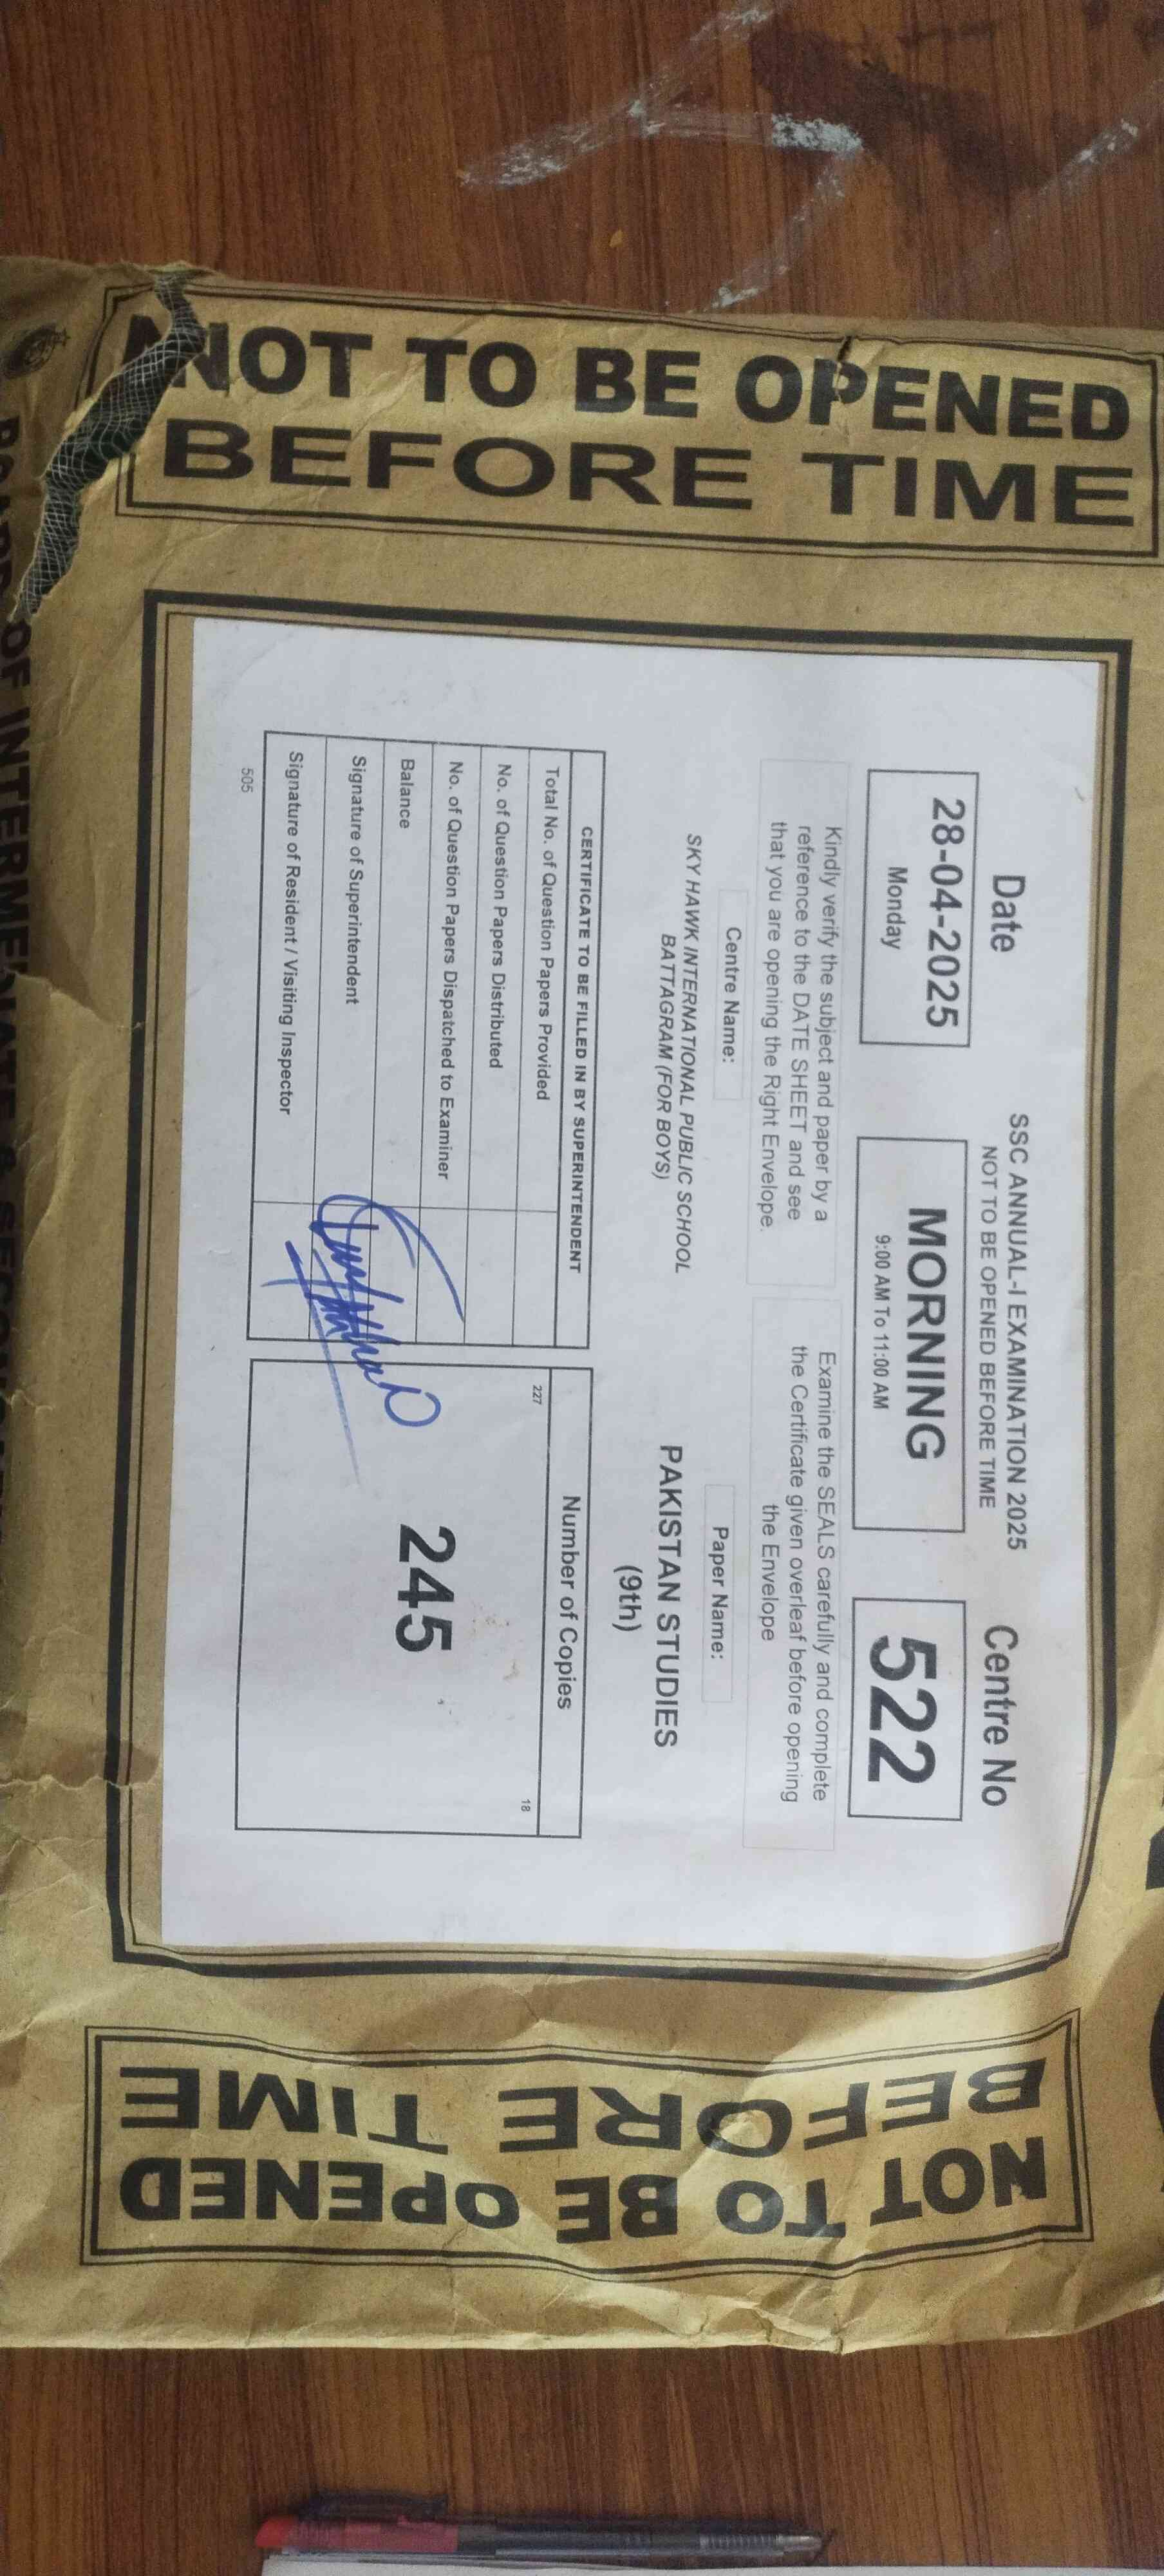 NOT TO BE OPENED
BEFORE TIME
SSC ANNUAL-I EXAMINATION 2025
NOT TO BE OPENED BEFORE TIME
Date
Centre No
28-04-2025
Monday
MORNING
9:00 AM To 11:00 AM
522
Kindly verify the subject and paper by a
reference to the DATE SHEET and see
that you are opening the Right Envelope.
Examine the SEALS carefully and complete
the Certificate given overleaf before opening
the Envelope
Centre Name:
SKY HAWK INTERNATIONAL PUBLIC SCHOOL
BATTAGRAM (FOR BOYS)
Paper Name:
PAKISTAN STUDIES
(9th)
CERTIFICATE TO BE FILLED IN BY SUPERINTENDENT
Total No. of Question Papers Provided
No. of Question Papers Distributed
No. of Question Papers Dispatched to Examiner
Balance
Signature of Superintendent
Signature of Resident / Visiting Inspector
505
Number of Copies
227
18
245
NOT TO BE OPENED
BEFORE TIME
BOARD OF INTERMEDIATE & SECON